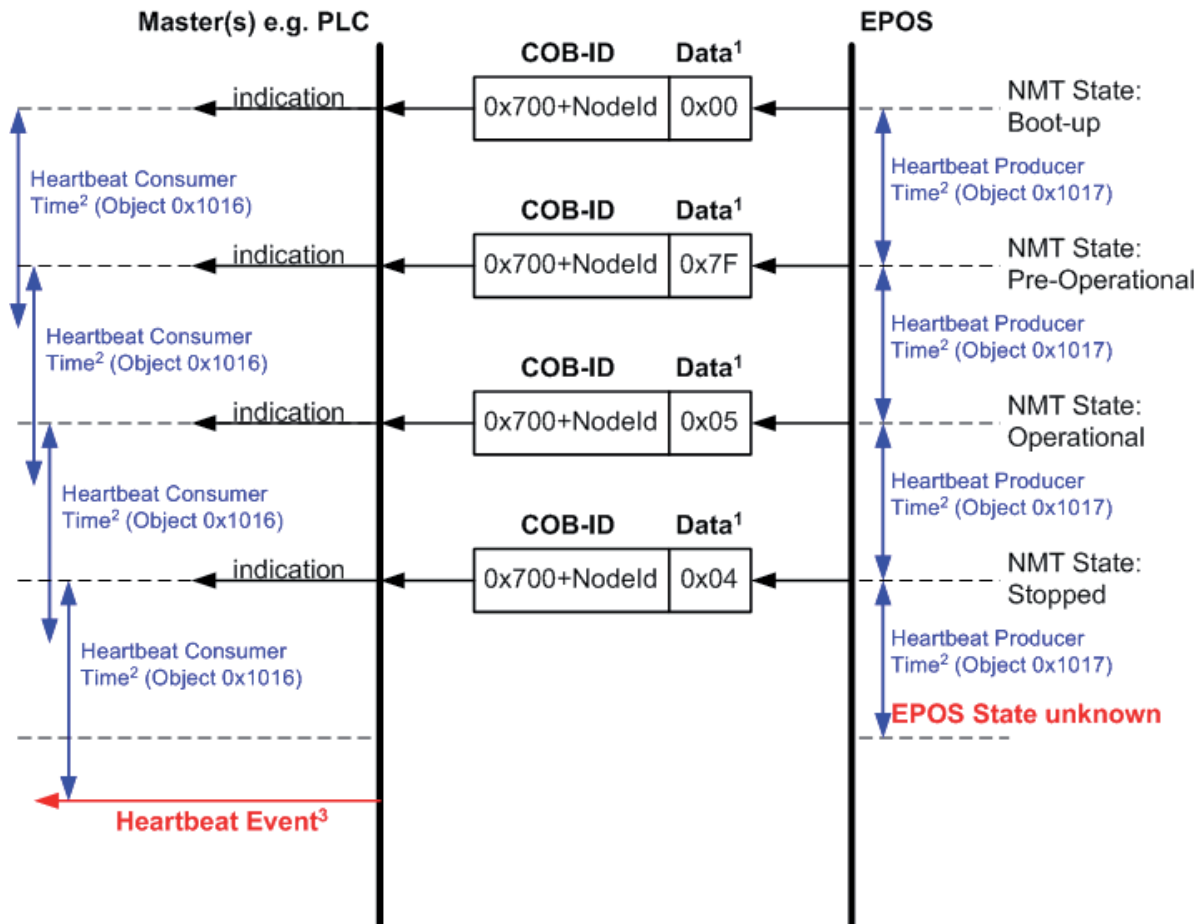 Master(s) e.g. PLC
EPOS
COB-ID Data¹
indication
0x700+NodeId 0x00
NMT State:
Boot-up
Heartbeat Consumer
Time² (Object 0x1016)
Heartbeat Producer
Time² (Object 0x1017)
COB-ID Data¹
indication
0x700+NodeId 0x7F
NMT State:
Pre-Operational
Heartbeat Consumer
Time² (Object 0x1016)
Heartbeat Producer
Time² (Object 0x1017)
COB-ID Data¹
indication
0x700+NodeId 0x05
NMT State:
Operational
Heartbeat Consumer
Time² (Object 0x1016)
Heartbeat Producer
Time² (Object 0x1017)
COB-ID Data¹
indication
0x700+NodeId 0x04
NMT State:
Stopped
Heartbeat Consumer
Time² (Object 0x1016)
Heartbeat Producer
Time² (Object 0x1017)
EPOS State unknown
Heartbeat Event³